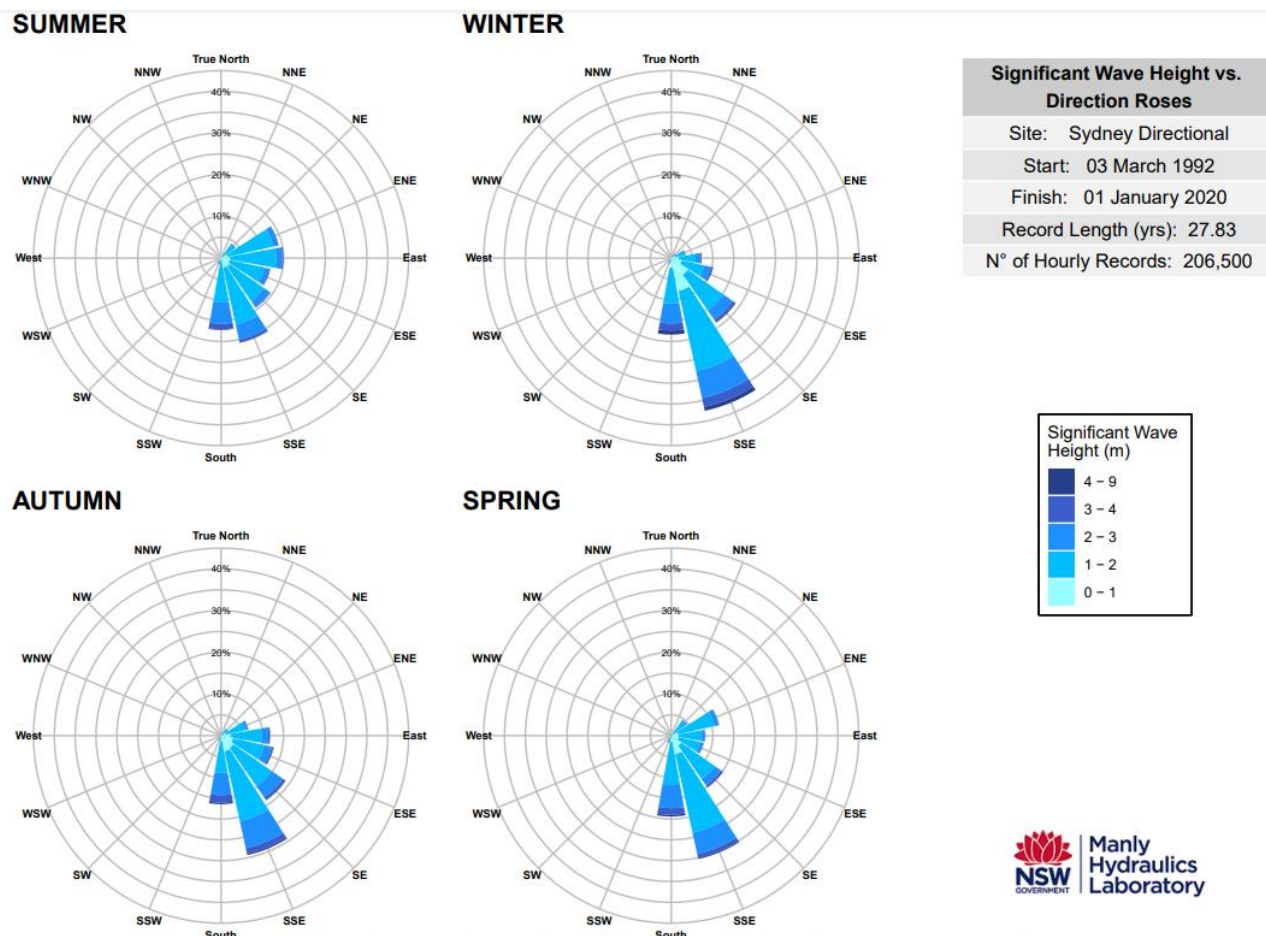 SUMMER
True North
NNW
NNE
40%
NW
NE
30%
20%
WNW
ENE
10%
West
East
WSW
ESE
SW
SE
SSW
SSE
South
WINTER
True North
NNW
NNE
40%
NW
NE
30%
20%
WNW
ENE
10%
West
East
WSW
ESE
SW
SE
SSW
SSE
South
Significant Wave Height vs.
Direction Roses
Site: Sydney Directional
Start: 03 March 1992
Finish: 01 January 2020
Record Length (yrs): 27.83
N° of Hourly Records: 206,500
Significant Wave
Height (m)
4 – 9
3 – 4
2 – 3
1 – 2
0 – 1
AUTUMN
True North
NNW
NNE
40%
NW
NE
30%
20%
WNW
ENE
10%
West
East
WSW
ESE
SW
SE
SSW
SSE
South
SPRING
True North
NNW
NNE
40%
NW
NE
30%
20%
WNW
ENE
10%
West
East
WSW
ESE
SW
SE
SSW
SSE
South
NSW
GOVERNMENT
Manly
Hydraulics
Laboratory